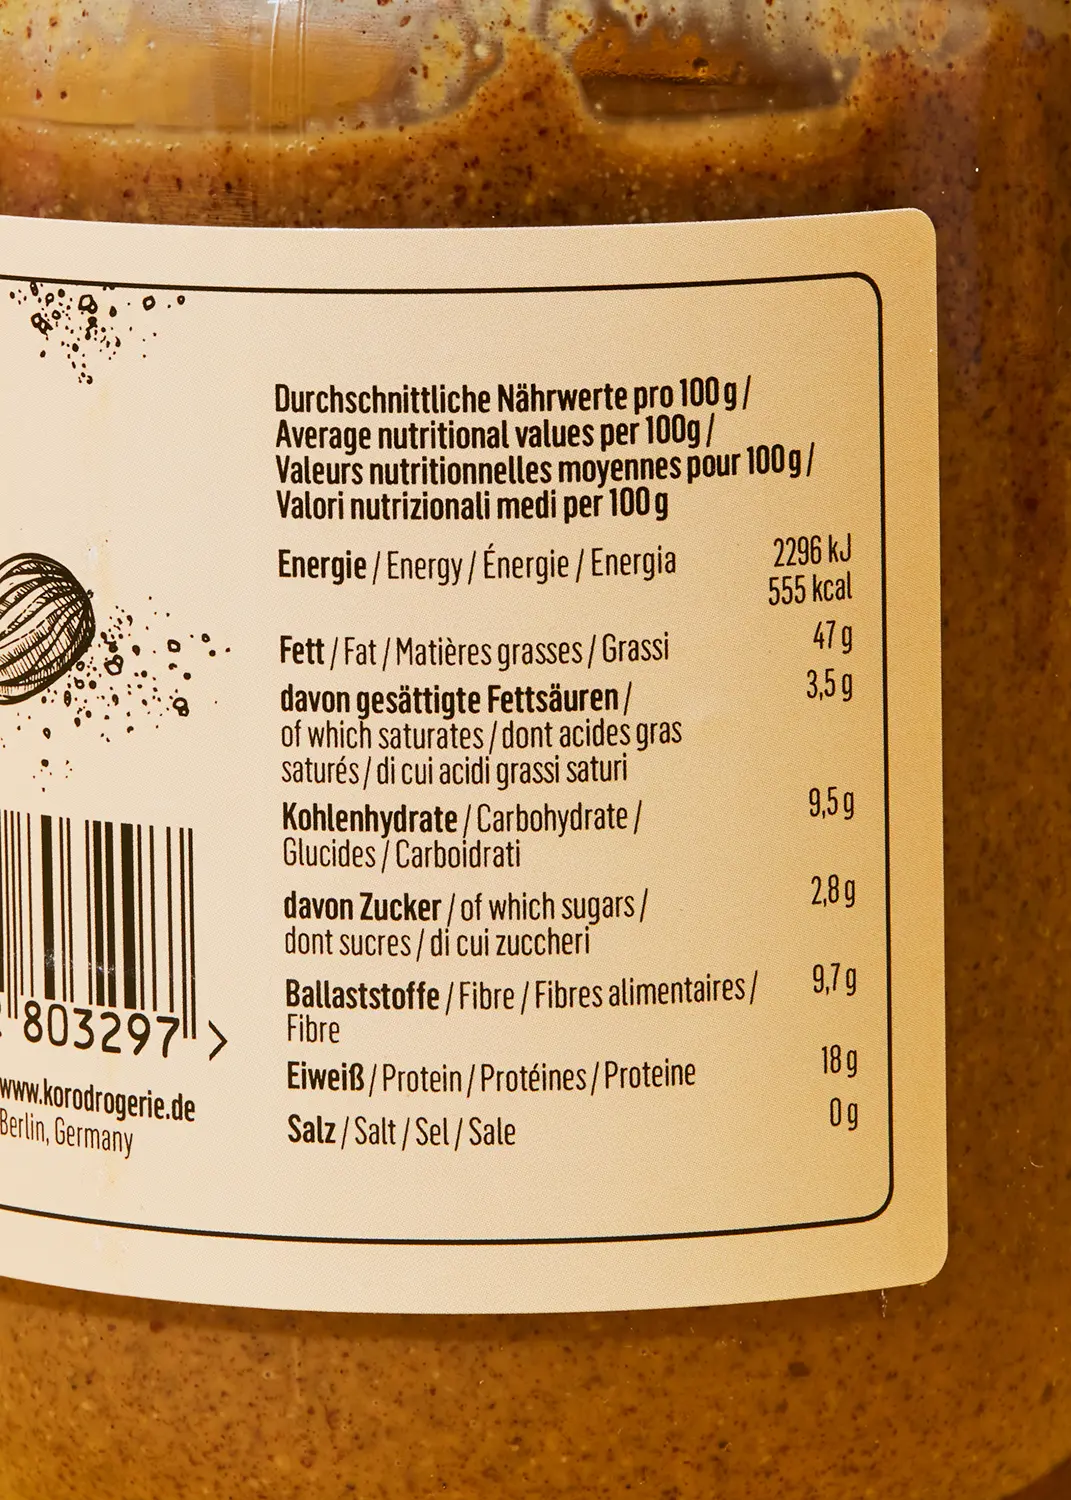 Durchschnittliche Nährwerte pro 100 g /
Average nutritional values per 100g /
Valeurs nutritionnelles moyennes pour 100 g /
Valori nutrizionali medi per 100 g
Energie / Energy / Énergie / Energia 2296 kJ
555 kcal
Fett / Fat / Matières grasses / Grassi 47 g
davon gesättigte Fettsäuren / 3,5 g
of which saturates / dont acides gras
saturés / di cui acidi grassi saturi
Kohlenhydrate / Carbohydrate / 9,5 g
Glucides / Carboidrati
davon Zucker / of which sugars / 2,8 g
dont sucres / di cui zuccheri
Ballaststoffe / Fibre / Fibres alimentaires / 9,7 g
Fibre
Eiweiß / Protein / Protéines / Proteine 18 g
Salz / Salt / Sel / Sale 0 g
803297 >
www.korodrogerie.de
Berlin, Germany